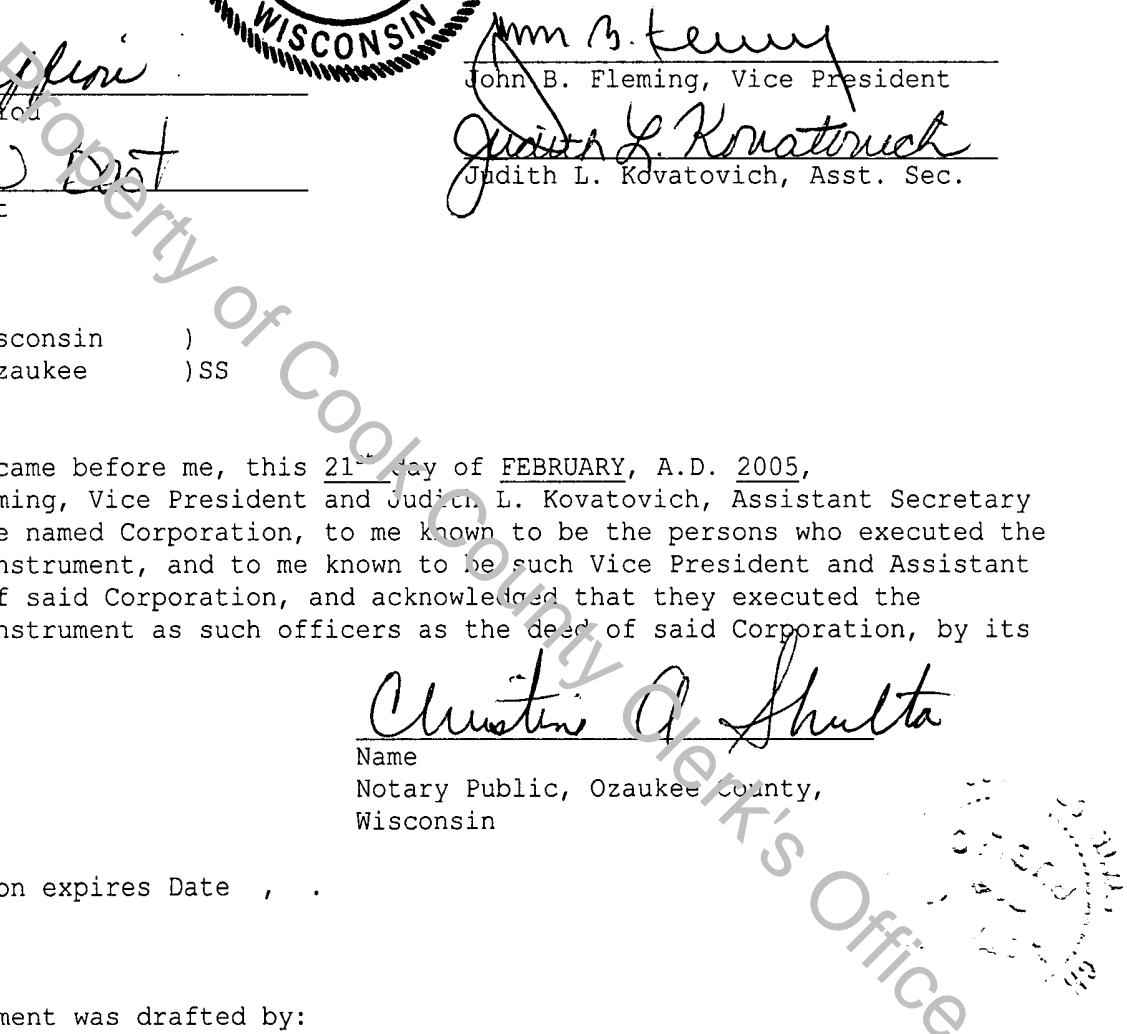 WISCONSIN
John B. Fleming, Vice President
Judith L. Kovatovich
Judith L. Kovatovich, Asst. Sec.
sconsin )
zaukee )SS
came before me, this 21st day of FEBRUARY, A.D. 2005,
ming, Vice President and Judith L. Kovatovich, Assistant Secretary
e named Corporation, to me known to be the persons who executed the
nstrument, and to me known to be such Vice President and Assistant
f said Corporation, and acknowledged that they executed the
nstrument as such officers as the deed of said Corporation, by its
Christine A Shulta
Name
Notary Public, Ozaukee County,
Wisconsin
on expires Date , .
ment was drafted by:
Property of Cook County Clerk's Office